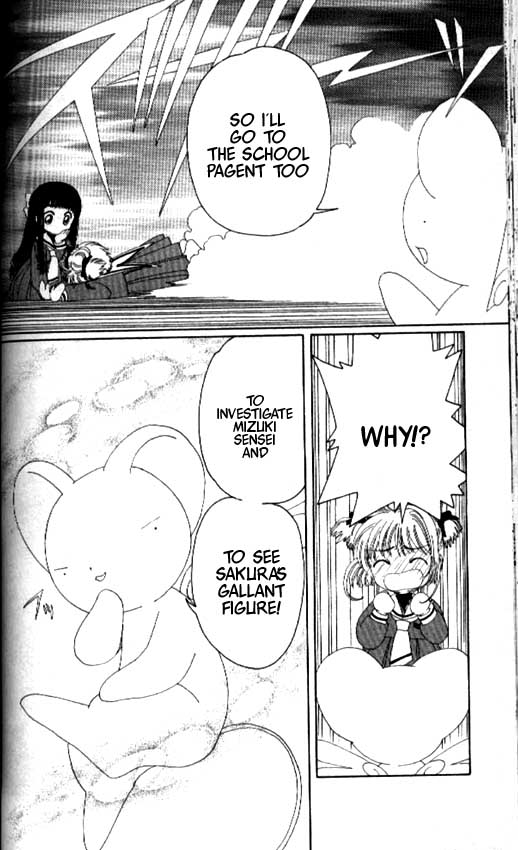 SO I'LL
GO TO
THE SCHOOL
PAGENT TOO
WHY!?
TO
INVESTIGATE
MIZUKI
SENSEI
AND
TO SEE
SAKURAS
GALLANT
FIGURE!